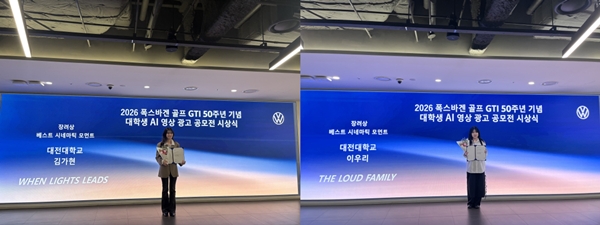 2026 폭스바겐 골프 GTI 50주년 기념
대학생 AI 영상 광고 공모전 시상식
장려상
베스트 시네마틱 모먼트
대전대학교
김가현
WHEN LIGHTS LEADS
2026 폭스바겐 골프 GTI 50주년 기념
대학생 AI 영상 광고 공모전 시상식
장려상
베스트 시네마틱 모먼트
대전대학교
이우리
THE LOUD FAMILY